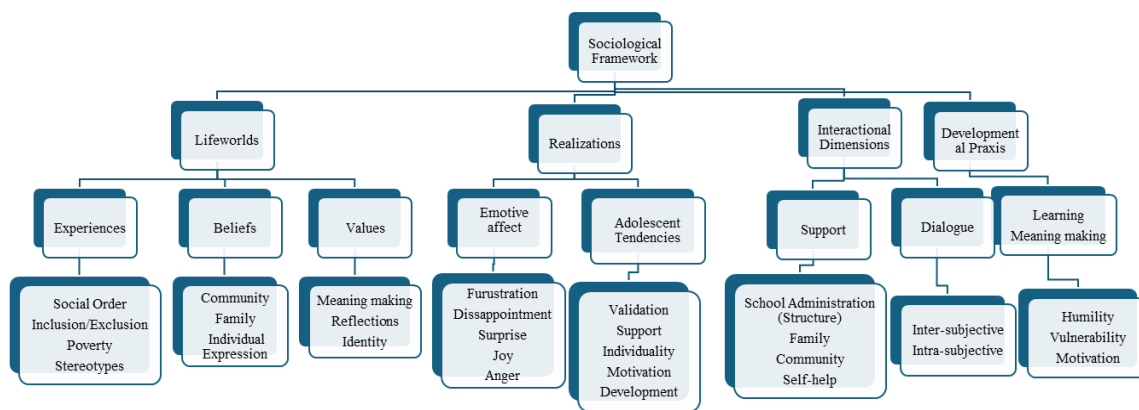 Sociological
Framework
Lifeworlds
Realizations
Interactional
Dimensions
Development
al Praxis
Experiences
Beliefs
Values
Emotive
affect
Adolescent
Tendencies
Support
Dialogue
Learning
Meaning making
Social Order
Inclusion/Exclusion
Poverty
Stereotypes
Community
Family
Individual
Expression
Meaning making
Reflections
Identity
Furustration
Dissappointment
Surprise
Joy
Anger
Validation
Support
Individuality
Motivation
Development
School Administration
(Structure)
Family
Community
Self-help
Inter-subjective
Intra-subjective
Humility
Vulnerability
Motivation